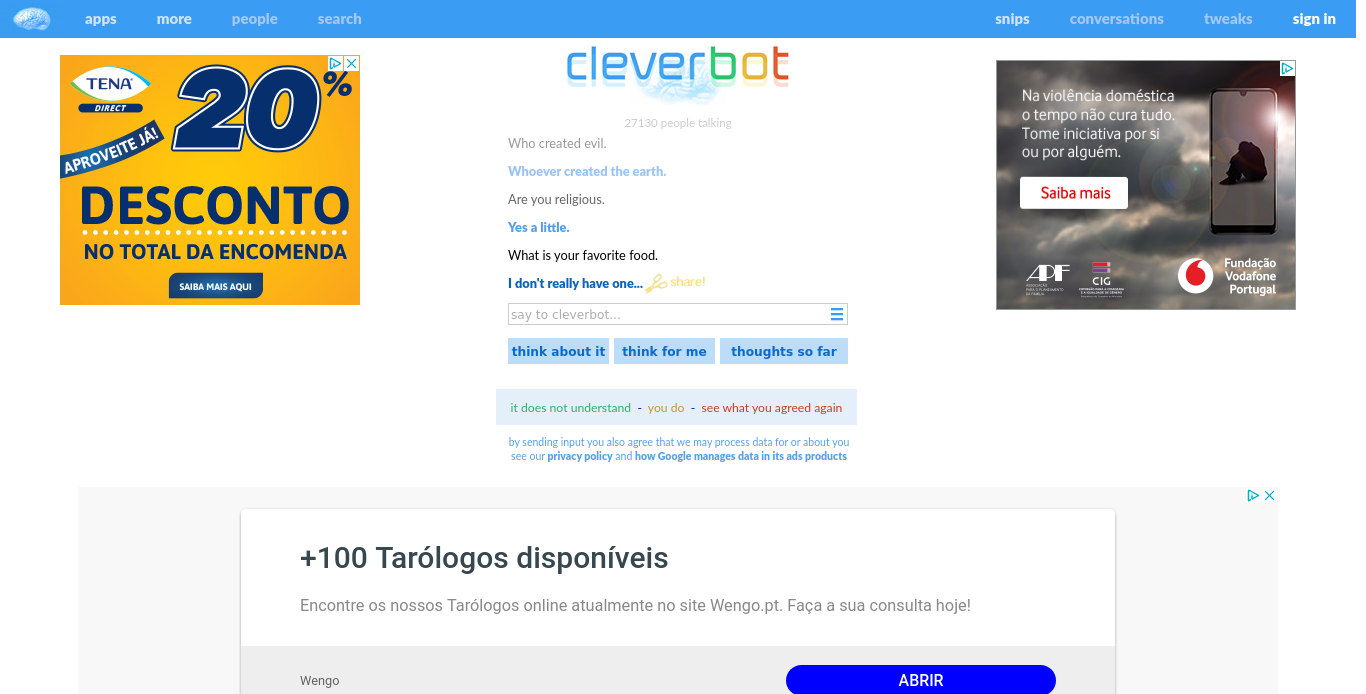 apps more people search snips conversations tweaks sign in
TENA
DIRECT
20%
APROVEITE JÁ!
DESCONTO
NO TOTAL DA ENCOMENDA
SAIBA MAIS AQUI
cleverbot
27130 people talking
Who created evil.
Whoever created the earth.
Are you religious.
Yes a little.
What is your favorite food.
I don't really have one... share!
say to cleverbot...
think about it think for me thoughts so far
it does not understand - you do - see what you agreed again
by sending input you also agree that we may process data for or about you
see our privacy policy and how Google manages data in its ads products
Na violência doméstica
o tempo não cura tudo.
Tome iniciativa por si
ou por alguém.
Saiba mais
APF
CIG
Fundação
Vodafone
Portugal
+100 Tarólogos disponíveis
Encontre os nossos Tarólogos online atualmente no site Wengo.pt. Faça a sua consulta hoje!
Wengo
ABRIR